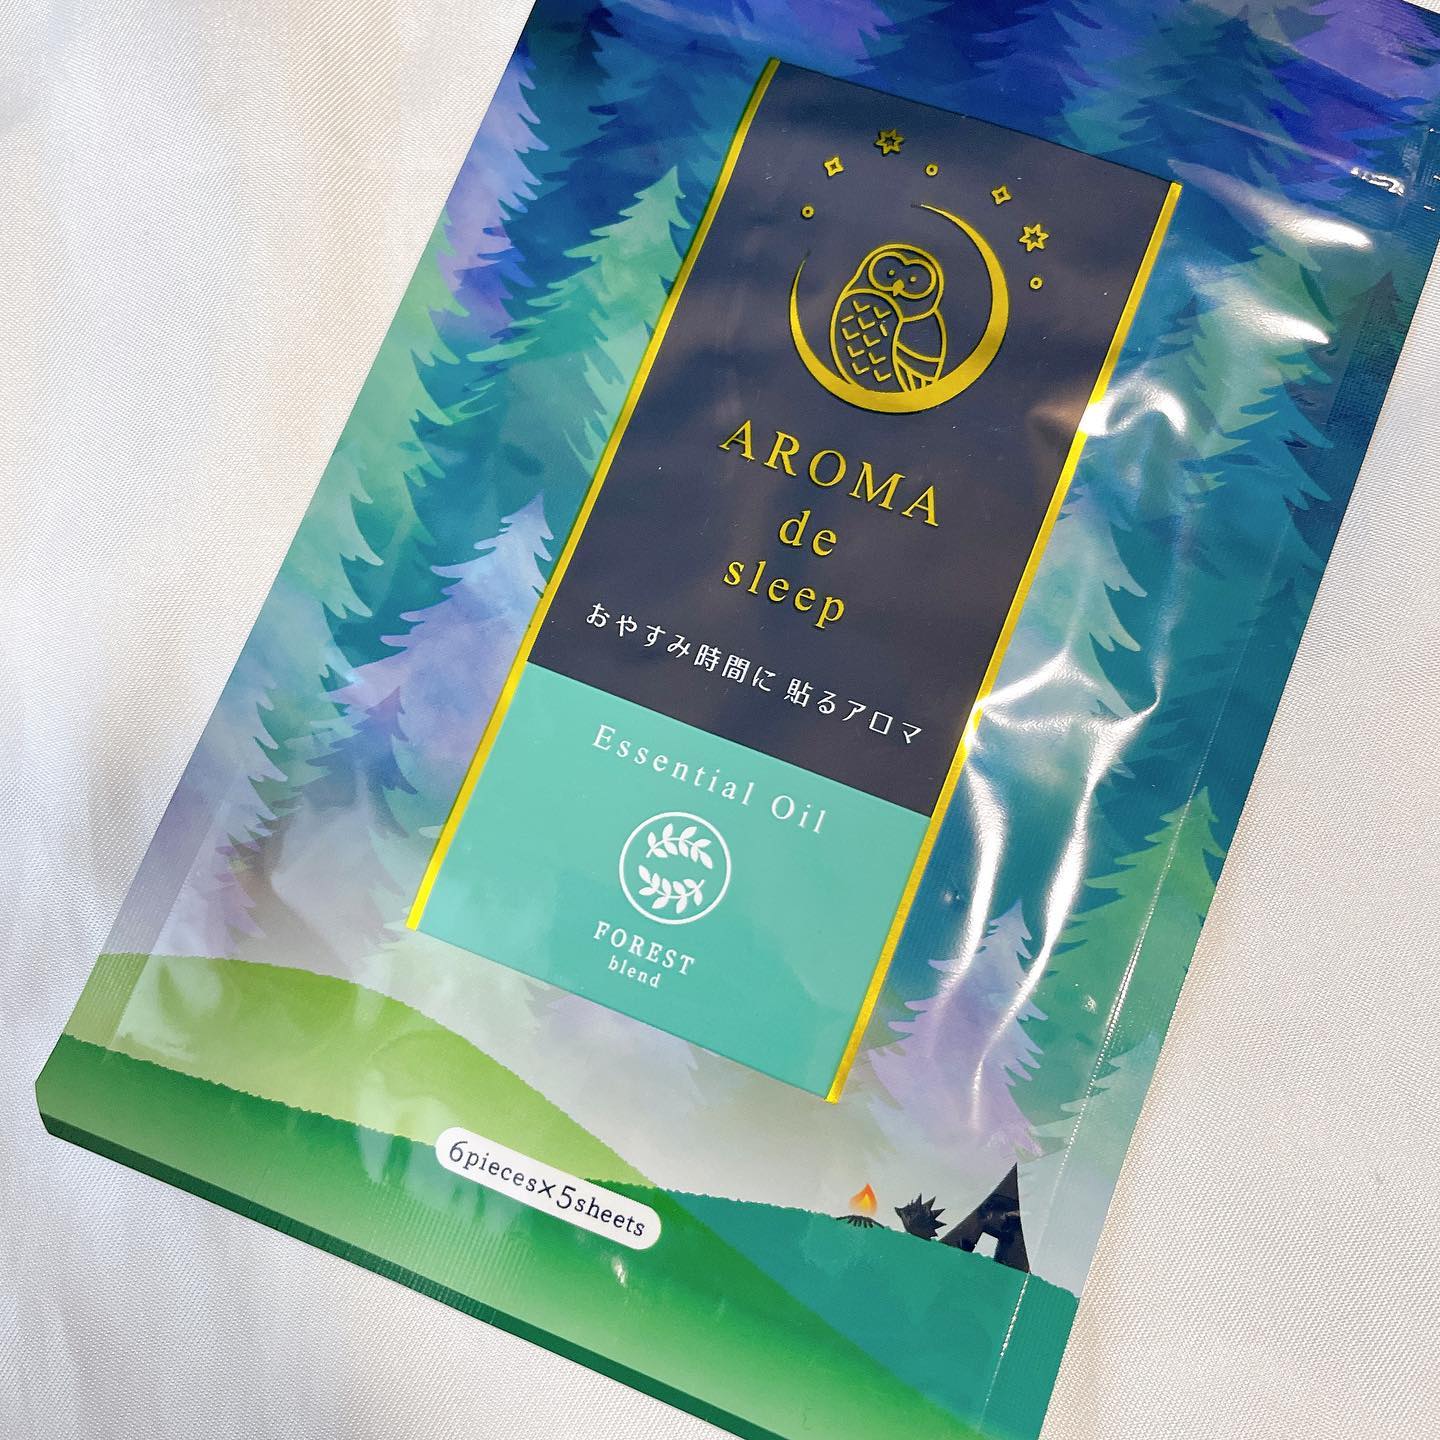 AROMA
de
sleep
おやすみ時間に 貼るアロマ
Essential Oil
FOREST
blend
6pieces×5sheets